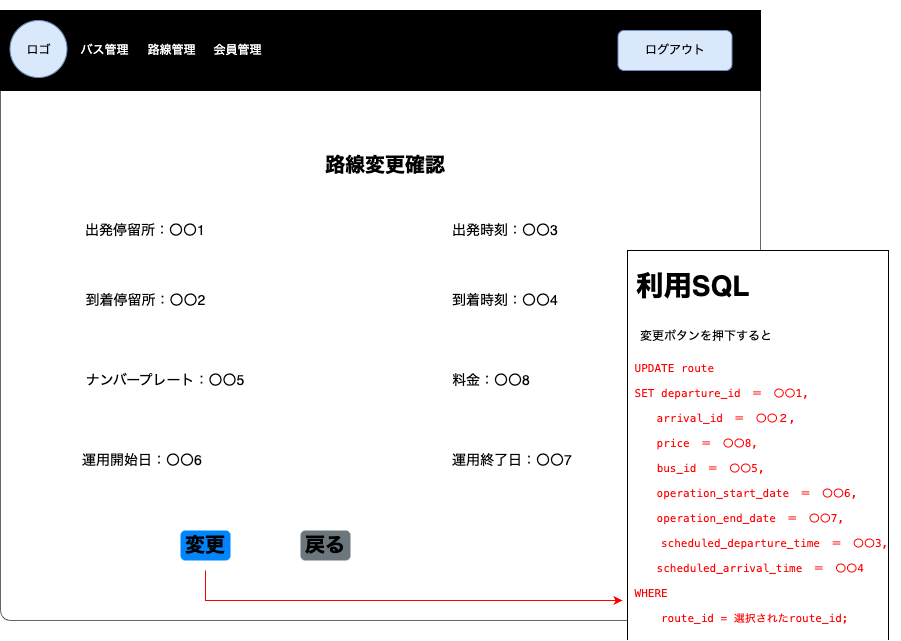 ロゴ バス管理 路線管理 会員管理 ログアウト
路線変更確認
出発停留所：〇〇1 出発時刻：〇〇3
到着停留所：〇〇2 到着時刻：〇〇4
ナンバープレート：〇〇5 料金：〇〇8
運用開始日：〇〇6 運用終了日：〇〇7
変更 戻る
利用SQL
変更ボタンを押下すると
UPDATE route
SET departure_id ＝ 〇〇1,
arrival_id ＝ 〇〇２,
price ＝ 〇〇8,
bus_id ＝ 〇〇5,
operation_start_date ＝ 〇〇6,
operation_end_date ＝ 〇〇7,
scheduled_departure_time ＝ 〇〇3,
scheduled_arrival_time ＝ 〇〇4
WHERE
route_id = 選択されたroute_id;